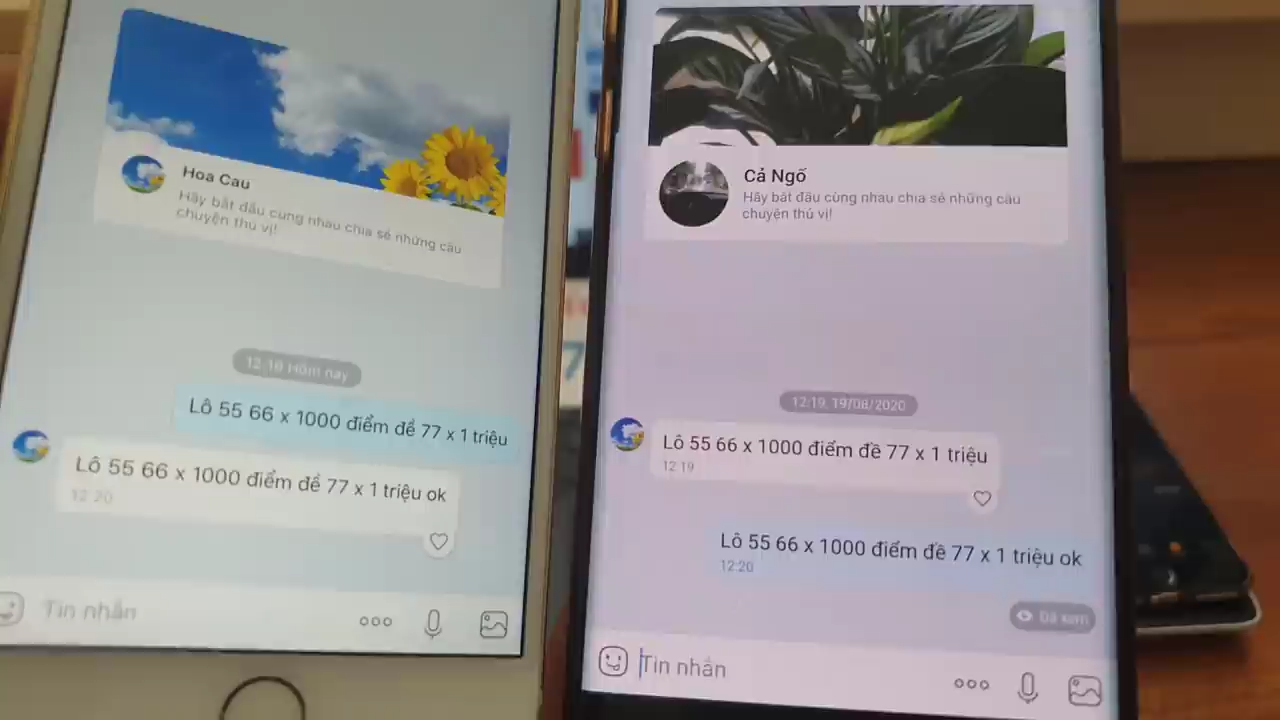 Hoa Cau
Hãy bắt đầu cùng nhau chia sẻ những câu
chuyện thú vị!
12:19 Hôm nay
Lô 55 66 x 1000 điểm đề 77 x 1 triệu
Lô 55 66 x 1000 điểm đề 77 x 1 triệu ok
12:20
Tin nhắn
Cả Ngố
Hãy bắt đầu cùng nhau chia sẻ những câu
chuyện thú vị!
12:19, 19/08/2020
Lô 55 66 x 1000 điểm đề 77 x 1 triệu
12:19
Lô 55 66 x 1000 điểm đề 77 x 1 triệu ok
12:20
Đã xem
Tin nhắn
7